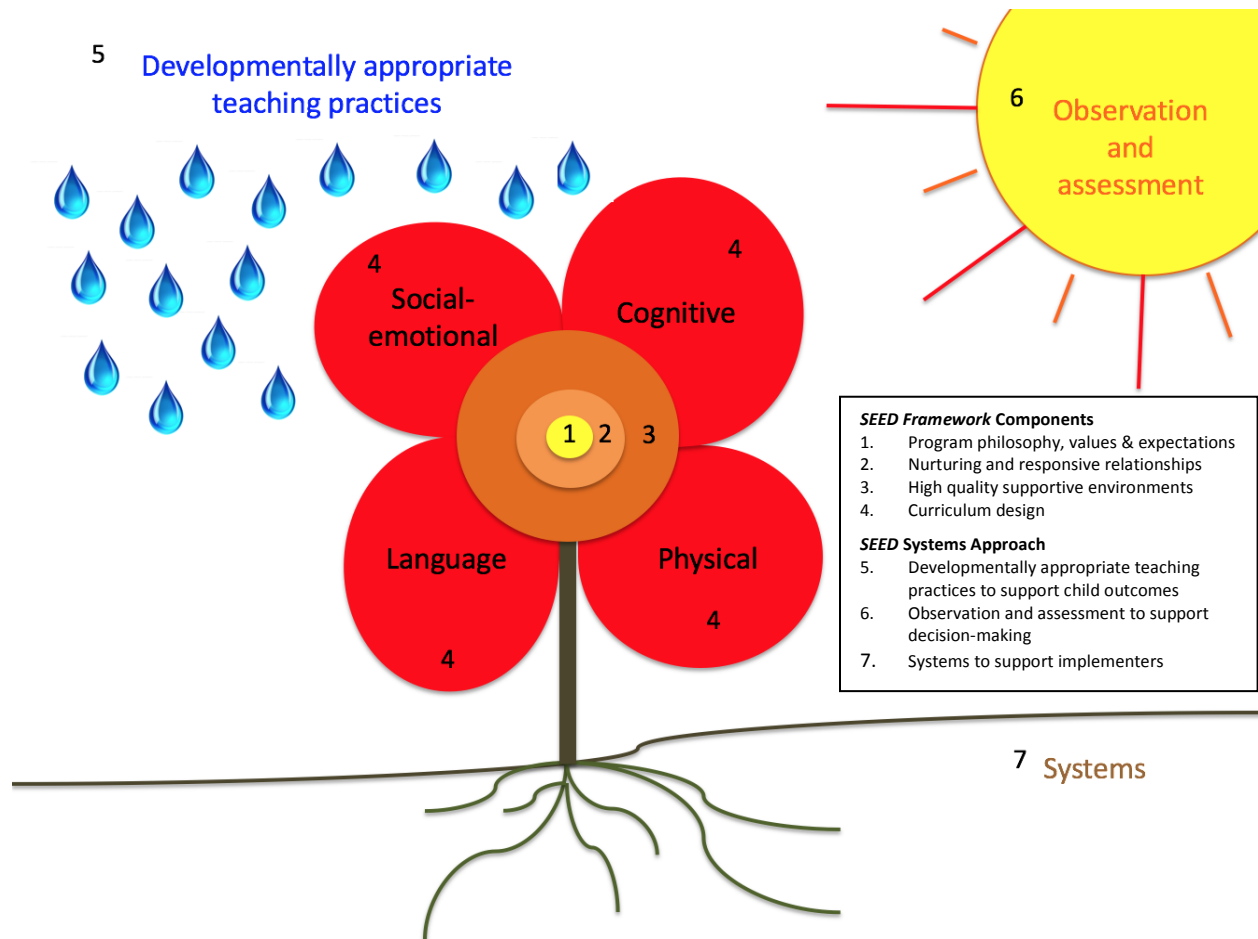 5
Developmentally appropriate
teaching practices
6
Observation
and
assessment
4
Social-
emotional
4
Cognitive
1 2 3
Language
4
Physical
4
SEED Framework Components
1. Program philosophy, values & expectations
2. Nurturing and responsive relationships
3. High quality supportive environments
4. Curriculum design
SEED Systems Approach
5. Developmentally appropriate teaching
practices to support child outcomes
6. Observation and assessment to support
decision-making
7. Systems to support implementers
7 Systems